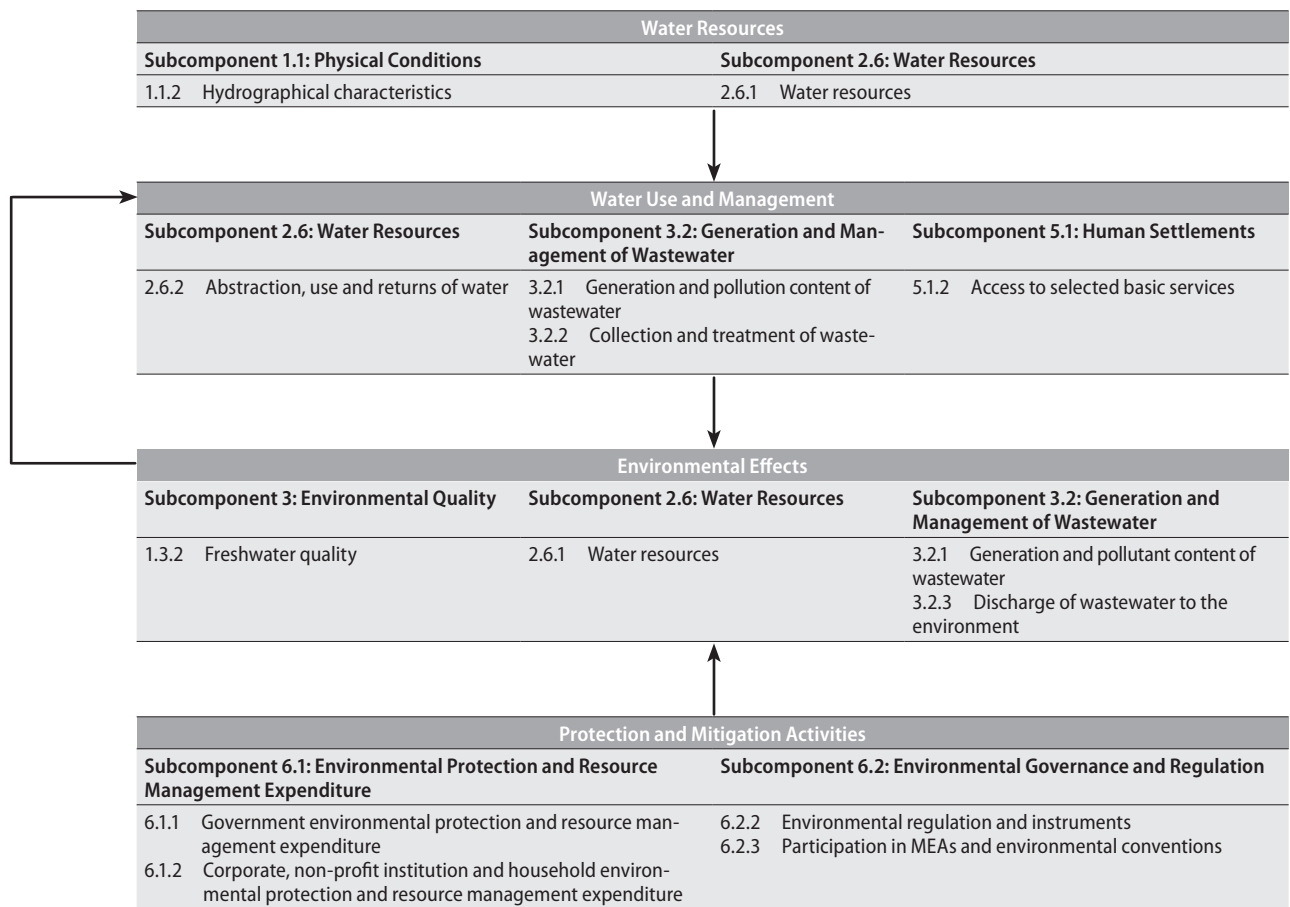 Water Resources
Subcomponent 1.1: Physical Conditions
Subcomponent 2.6: Water Resources
1.1.2 Hydrographical characteristics
2.6.1 Water resources
Water Use and Management
Subcomponent 2.6: Water Resources
Subcomponent 3.2: Generation and Man-
agement of Wastewater
Subcomponent 5.1: Human Settlements
2.6.2 Abstraction, use and returns of water
3.2.1 Generation and pollution content of
wastewater
3.2.2 Collection and treatment of waste-
water
5.1.2 Access to selected basic services
Environmental Effects
Subcomponent 3: Environmental Quality
Subcomponent 2.6: Water Resources
Subcomponent 3.2: Generation and
Management of Wastewater
1.3.2 Freshwater quality
2.6.1 Water resources
3.2.1 Generation and pollutant content of
wastewater
3.2.3 Discharge of wastewater to the
environment
Protection and Mitigation Activities
Subcomponent 6.1: Environmental Protection and Resource
Management Expenditure
Subcomponent 6.2: Environmental Governance and Regulation
6.1.1 Government environmental protection and resource man-
agement expenditure
6.1.2 Corporate, non-profit institution and household environ-
mental protection and resource management expenditure
6.2.2 Environmental regulation and instruments
6.2.3 Participation in MEAs and environmental conventions